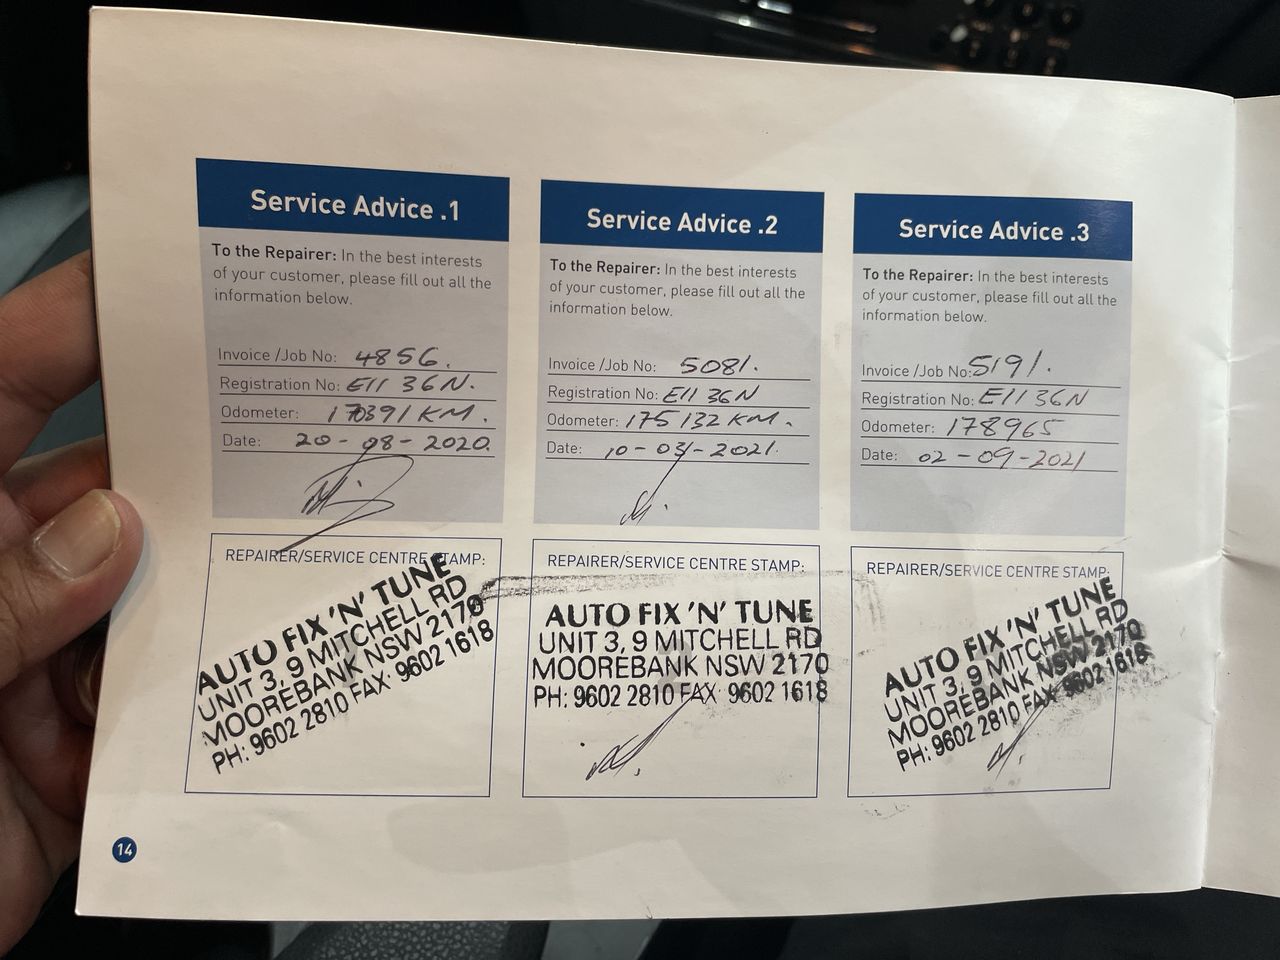 Service Advice .1
To the Repairer: In the best interests
of your customer, please fill out all the
information below.
Invoice /Job No: 4856.
Registration No: E11 36N.
Odometer: 170391 KM.
Date: 20-08-2020.
REPAIRER/SERVICE CENTRE STAMP:
AUTO FIX 'N' TUNE
UNIT 3, 9 MITCHELL RD
MOOREBANK NSW 2170
PH: 9602 2810 FAX 9602 1618
Service Advice .2
To the Repairer: In the best interests
of your customer, please fill out all the
information below.
Invoice /Job No: 5081.
Registration No: E11 36N
Odometer: 175132 KM.
Date: 10-03-2021.
REPAIRER/SERVICE CENTRE STAMP:
AUTO FIX 'N' TUNE
UNIT 3, 9 MITCHELL RD
MOOREBANK NSW 2170
PH: 9602 2810 FAX 9602 1618
Service Advice .3
To the Repairer: In the best interests
of your customer, please fill out all the
information below.
Invoice /Job No: 5191.
Registration No: E11 36N
Odometer: 178965
Date: 02-09-2021
REPAIRER/SERVICE CENTRE STAMP:
AUTO FIX 'N' TUNE
UNIT 3, 9 MITCHELL RD
MOOREBANK NSW 2170
PH: 9602 2810 FAX 9602 1618
14